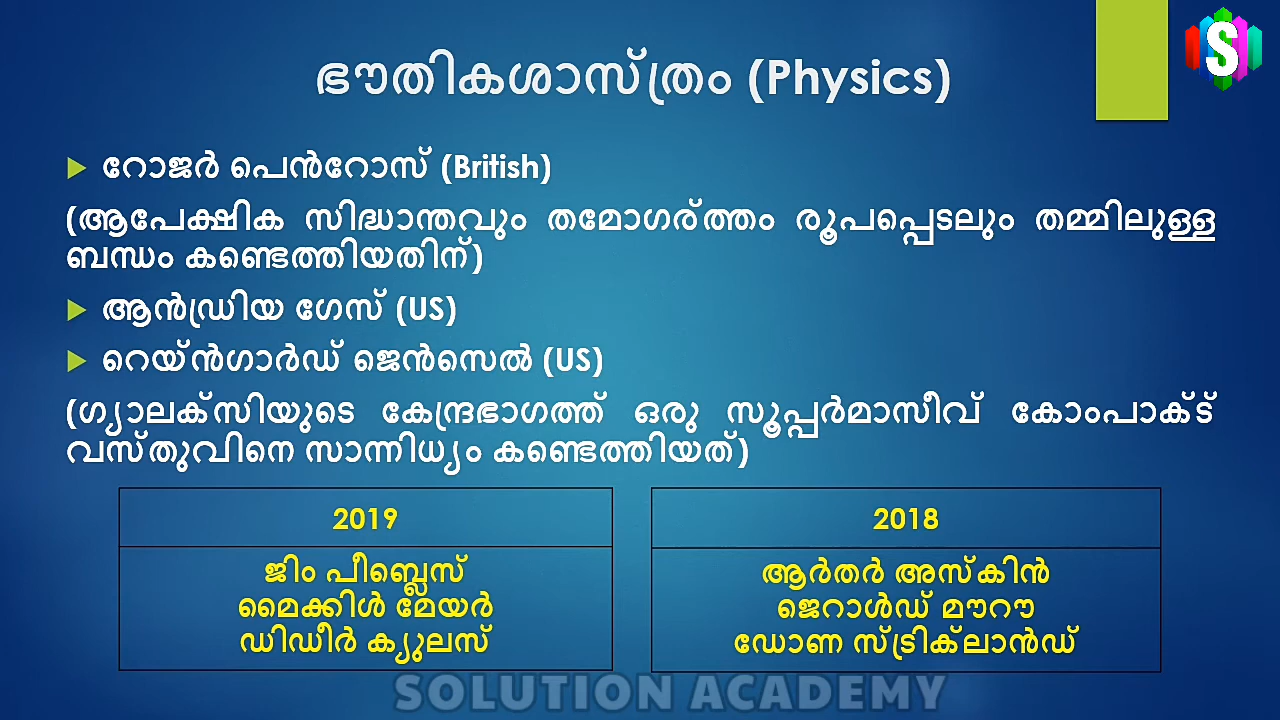 ഭൗതികശാസ്ത്രം (Physics)
S
റോജർ പെൻറോസ് (British)
(ആപേക്ഷിക സിദ്ധാന്തവും തമോഗര്ത്തം രൂപപ്പെടലും തമ്മിലുള്ള
ബന്ധം കണ്ടെത്തിയതിന്)
ആൻഡ്രിയ ഗേസ് (US)
റെയ്ൻഗാർഡ് ജെൻസെൽ (US)
(ഗ്യാലക്സിയുടെ കേന്ദ്രഭാഗത്ത് ഒരു സൂപ്പർമാസീവ് കോംപാക്ട്
വസ്തുവിനെ സാന്നിധ്യം കണ്ടെത്തിയത്)
2019
ജിം പീബ്ലെസ്
മൈക്കിൾ മേയർ
ഡിഡീർ ക്യുലസ്
2018
ആർതർ അസ്കിൻ
ജെറാൾഡ് മൗറൗ
ഡോണ സ്ട്രിക്ലാൻഡ്
SOLUTION ACADEMY